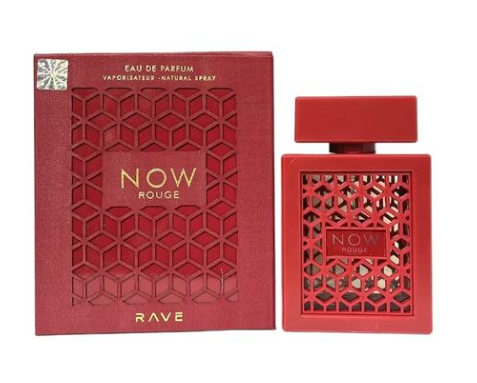 EAU DE PARFUM
VAPORISATEUR -NATURAL SPRAY
NOW
ROUGE
RAVE
NOW
ROUGE